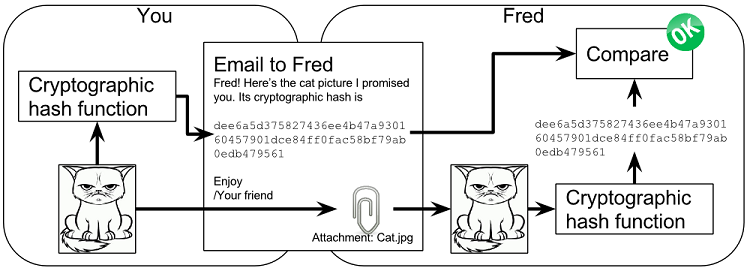 You
Fred
Cryptographic
hash function
Email to Fred
Fred! Here's the cat picture I promised
you. Its cryptographic hash is
dee6a5d375827436ee4b47a9301
60457901dce84ff0fac58bf79ab
0edb479561
Enjoy
/Your friend
Attachment: Cat.jpg
Compare
OK
dee6a5d375827436ee4b47a9301
60457901dce84ff0fac58bf79ab
0edb479561
Cryptographic
hash function